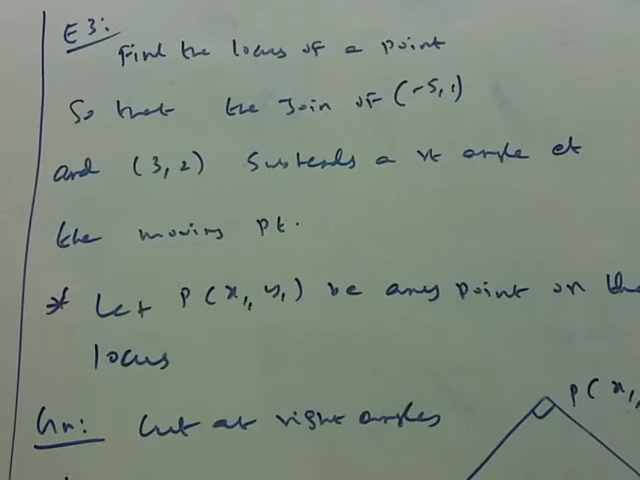 E3:
Find the locus of a point
So that the Join of (-5,1)
and (3,2) Subtends a rt angle at
the moving pt.
* Let P(x₁, y₁) be any point on the
locus
Gn: Cut at right angles
P(x₁,